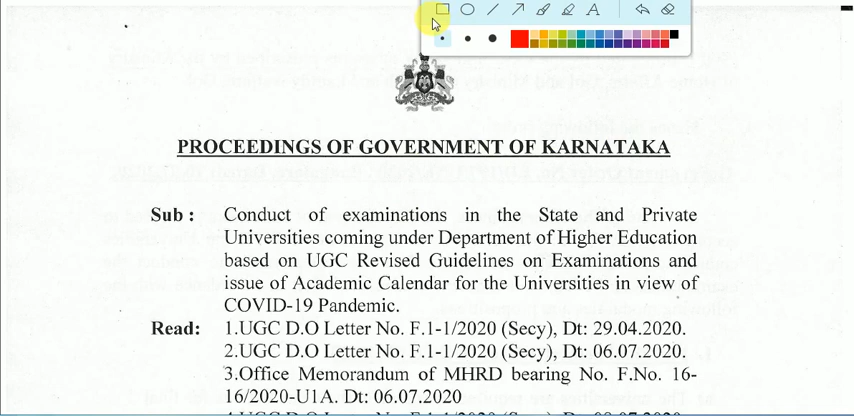 PROCEEDINGS OF GOVERNMENT OF KARNATAKA
Sub : Conduct of examinations in the State and Private
Universities coming under Department of Higher Education
based on UGC Revised Guidelines on Examinations and
issue of Academic Calendar for the Universities in view of
COVID-19 Pandemic.
Read: 1.UGC D.O Letter No. F.1-1/2020 (Secy), Dt: 29.04.2020.
2.UGC D.O Letter No. F.1-1/2020 (Secy), Dt: 06.07.2020.
3.Office Memorandum of MHRD bearing No. F.No. 16-
16/2020-U1A. Dt: 06.07.2020